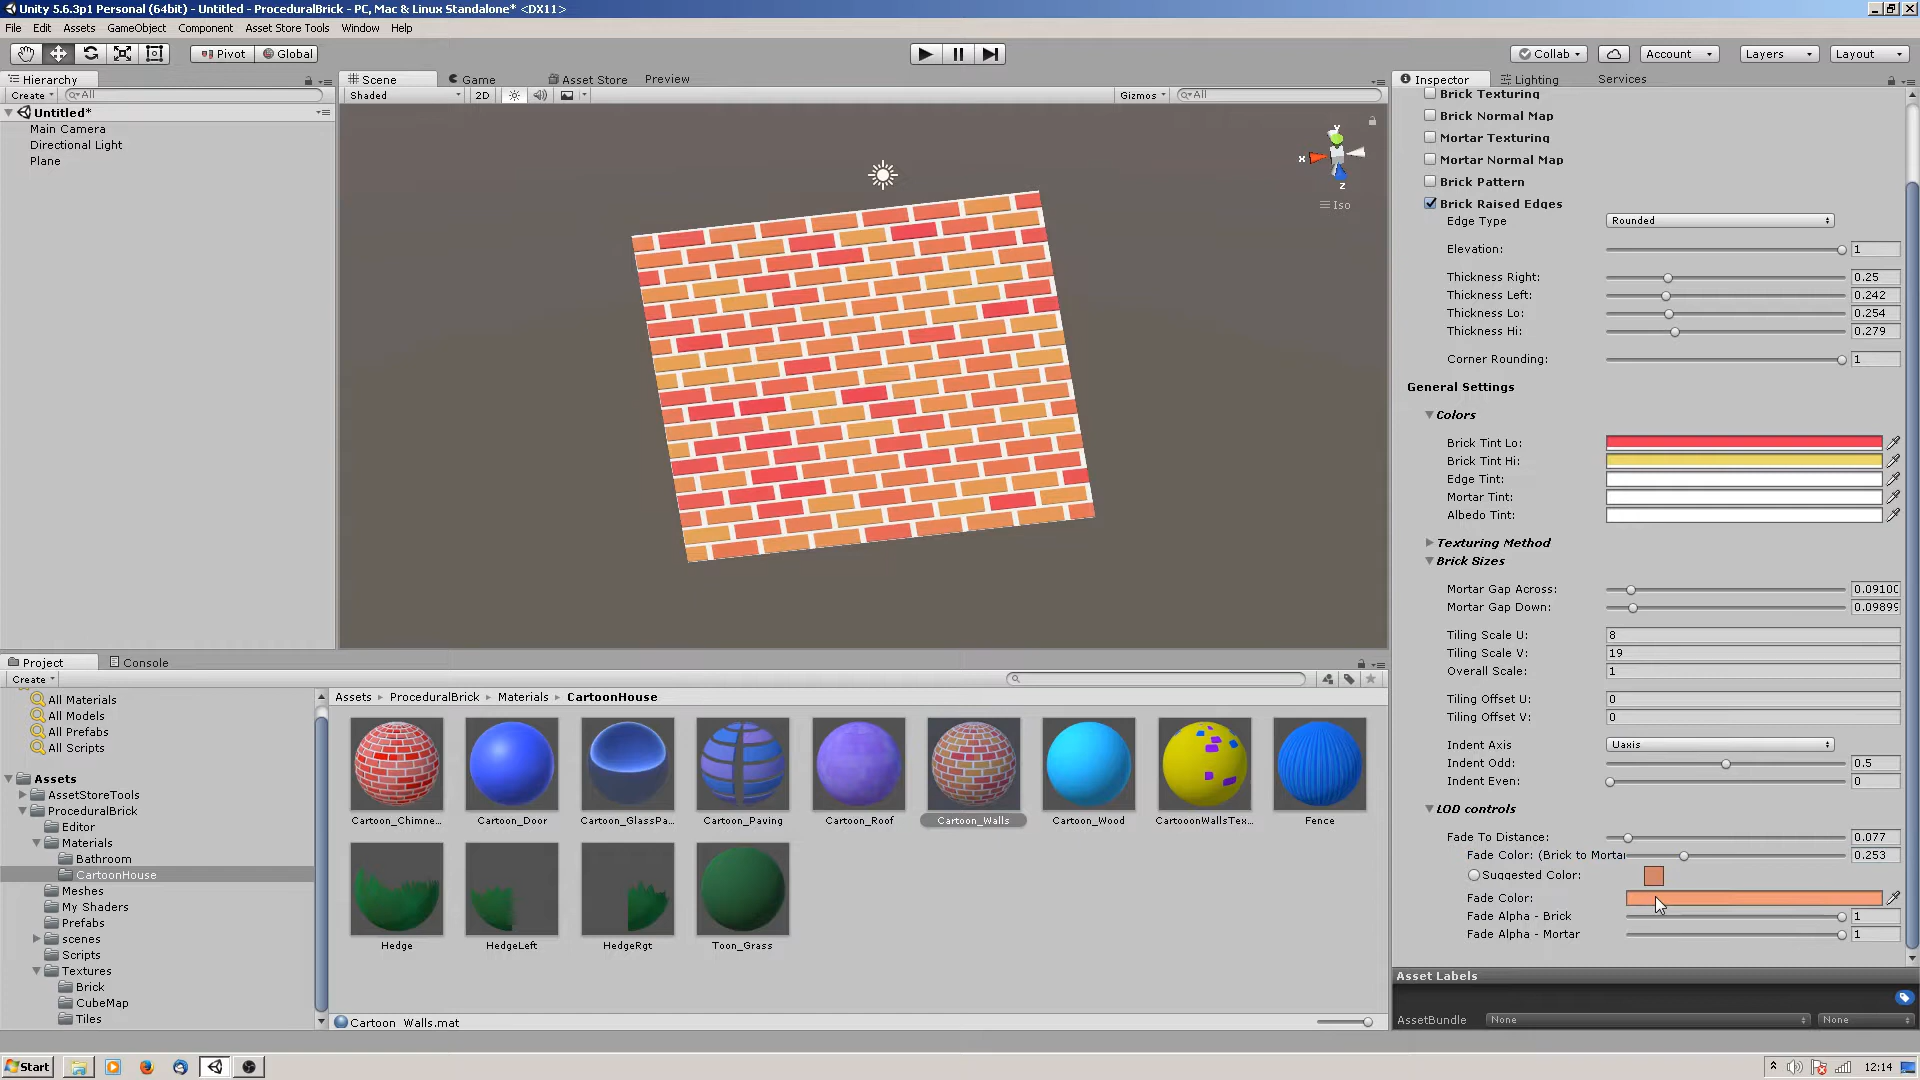 Unity 5.6.3p1 Personal (64bit) - Untitled - ProceduralBrick - PC, Mac & Linux Standalone* <DX11>
File Edit Assets GameObject Component Asset Store Tools Window Help
Pivot Global Collab Account Layers Layout
Hierarchy Scene Game Asset Store Preview Inspector Lighting Services
Create All Shaded 2D Gizmos All
Untitled*
Main Camera
Directional Light
Plane
y
x
z
Iso
Brick Texturing
Brick Normal Map
Mortar Texturing
Mortar Normal Map
Brick Pattern
Brick Raised Edges
Edge Type Rounded
Elevation: 1
Thickness Right: 0.25
Thickness Left: 0.242
Thickness Lo: 0.254
Thickness Hi: 0.279
Corner Rounding: 1
General Settings
Colors
Brick Tint Lo:
Brick Tint Hi:
Edge Tint:
Mortar Tint:
Albedo Tint:
Texturing Method
Brick Sizes
Mortar Gap Across: 0.09100
Mortar Gap Down: 0.09899
Tiling Scale U: 8
Tiling Scale V: 19
Overall Scale: 1
Tiling Offset U: 0
Tiling Offset V: 0
Indent Axis Uaxis
Indent Odd: 0.5
Indent Even: 0
LOD controls
Fade To Distance: 0.077
Fade Color: (Brick to Mortar 0.253
Suggested Color:
Fade Color:
Fade Alpha - Brick 1
Fade Alpha - Mortar 1
Asset Labels
AssetBundle None None
Project Console
Create
All Materials
All Models
All Prefabs
All Scripts
Assets
AssetStoreTools
ProceduralBrick
Editor
Materials
Bathroom
CartoonHouse
Meshes
My Shaders
Prefabs
scenes
Scripts
Textures
Brick
CubeMap
Tiles
Assets ProceduralBrick Materials CartoonHouse
Cartoon_Chimne... Cartoon_Door Cartoon_GlassPa... Cartoon_Paving Cartoon_Roof Cartoon_Walls Cartoon_Wood CartooonWallsTex... Fence
Hedge HedgeLeft HedgeRgt Toon_Grass
Cartoon_Walls.mat
Start 12:14